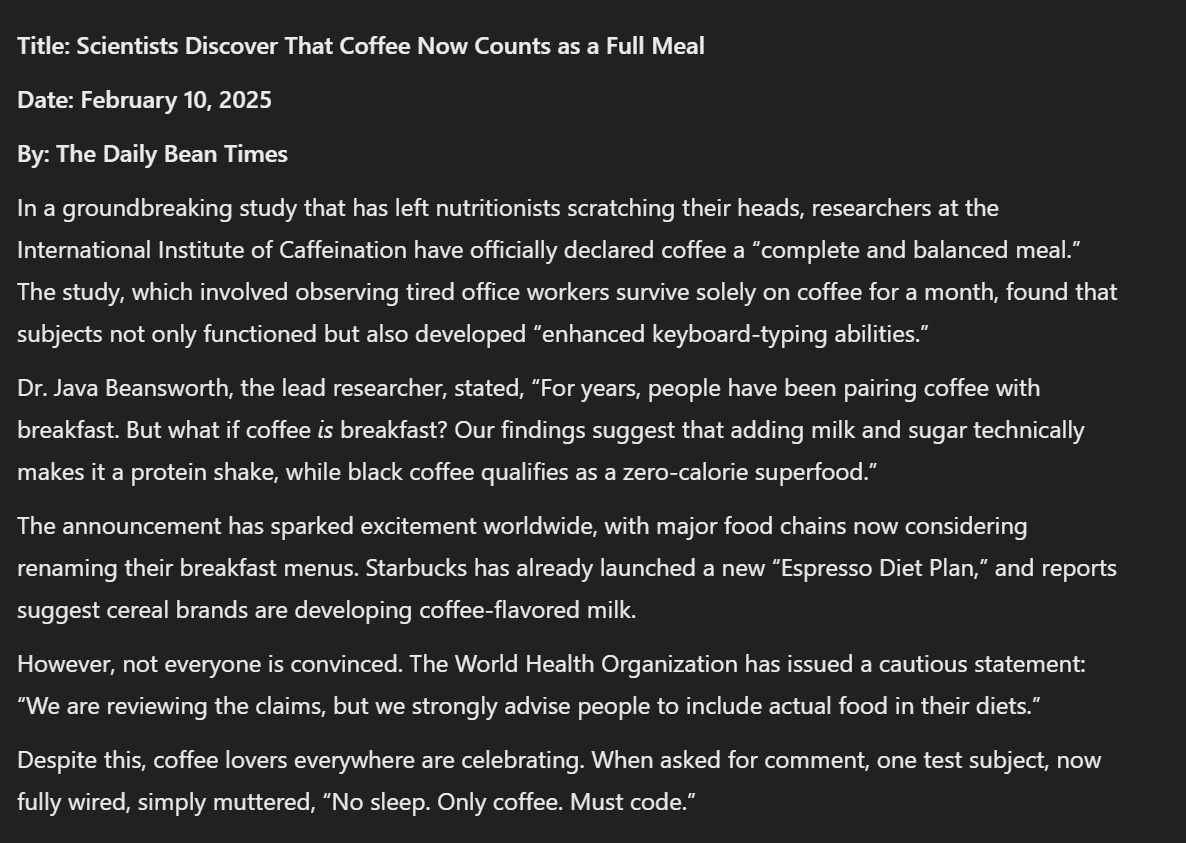 Title: Scientists Discover That Coffee Now Counts as a Full Meal
Date: February 10, 2025
By: The Daily Bean Times
In a groundbreaking study that has left nutritionists scratching their heads, researchers at the
International Institute of Caffeination have officially declared coffee a “complete and balanced meal.”
The study, which involved observing tired office workers survive solely on coffee for a month, found that
subjects not only functioned but also developed “enhanced keyboard-typing abilities.”
Dr. Java Beansworth, the lead researcher, stated, “For years, people have been pairing coffee with
breakfast. But what if coffee is breakfast? Our findings suggest that adding milk and sugar technically
makes it a protein shake, while black coffee qualifies as a zero-calorie superfood.”
The announcement has sparked excitement worldwide, with major food chains now considering
renaming their breakfast menus. Starbucks has already launched a new “Espresso Diet Plan,” and reports
suggest cereal brands are developing coffee-flavored milk.
However, not everyone is convinced. The World Health Organization has issued a cautious statement:
“We are reviewing the claims, but we strongly advise people to include actual food in their diets.”
Despite this, coffee lovers everywhere are celebrating. When asked for comment, one test subject, now
fully wired, simply muttered, “No sleep. Only coffee. Must code.”